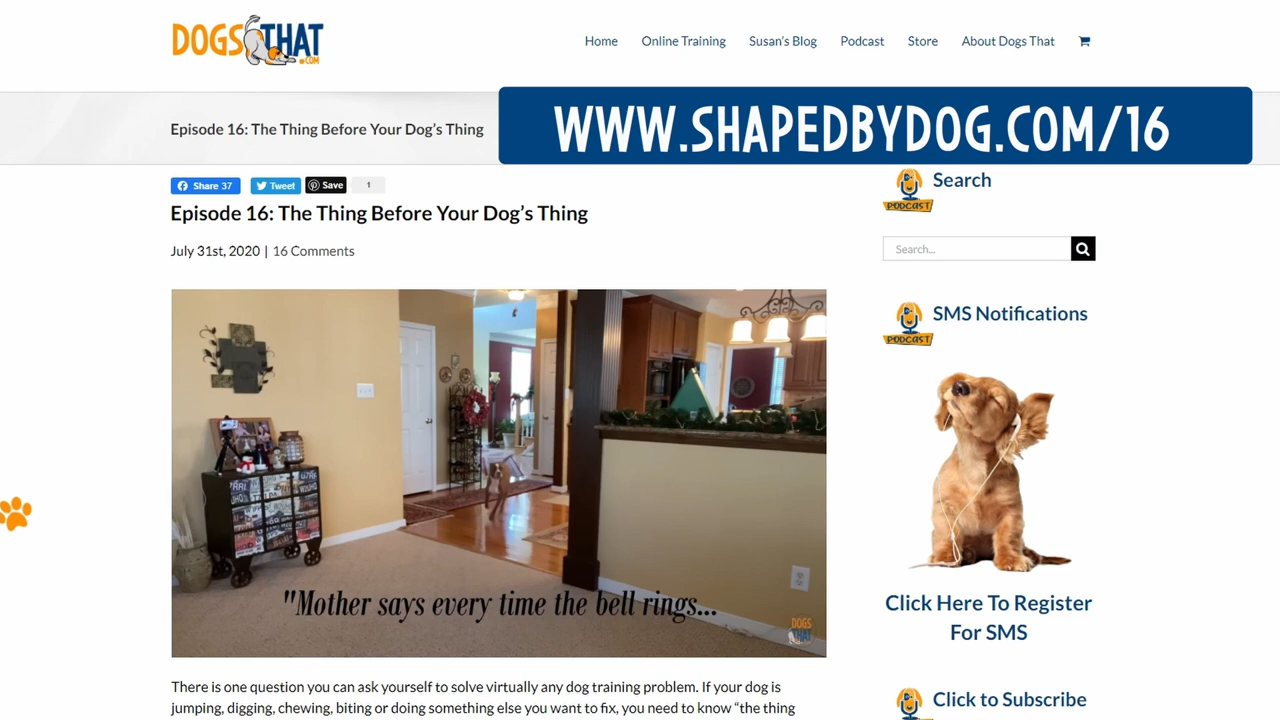 DOGSTHAT
.COM
Home
Online Training
Susan's Blog
Podcast
Store
About Dogs That
Episode 16: The Thing Before Your Dog's Thing
WWW.SHAPEDBYDOG.COM/16
Share 37
Tweet
Save
1
Episode 16: The Thing Before Your Dog's Thing
July 31st, 2020 | 16 Comments
"Mother says every time the bell rings...
DOGS
THAT
There is one question you can ask yourself to solve virtually any dog training problem. If your dog is
jumping, digging, chewing, biting or doing something else you want to fix, you need to know “the thing
PODCAST
Search
Search...
PODCAST
SMS Notifications
Click Here To Register
For SMS
Click to Subscribe